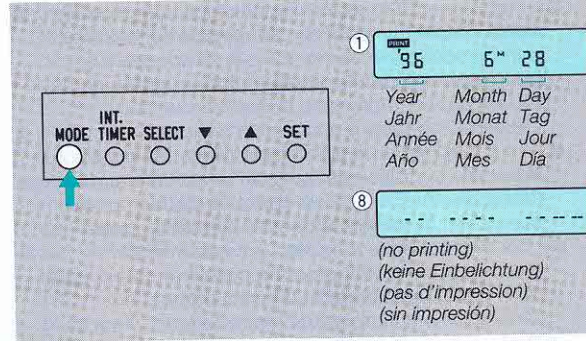 INT.
MODE TIMER SELECT ▼ ▲ SET
①
PRINT
'96 6ᴹ 28
Year Month Day
Jahr Monat Tag
Année Mois Jour
Año Mes Día
⑧
-- ---- -----
(no printing)
(keine Einbelichtung)
(pas d'impression)
(sin impresión)